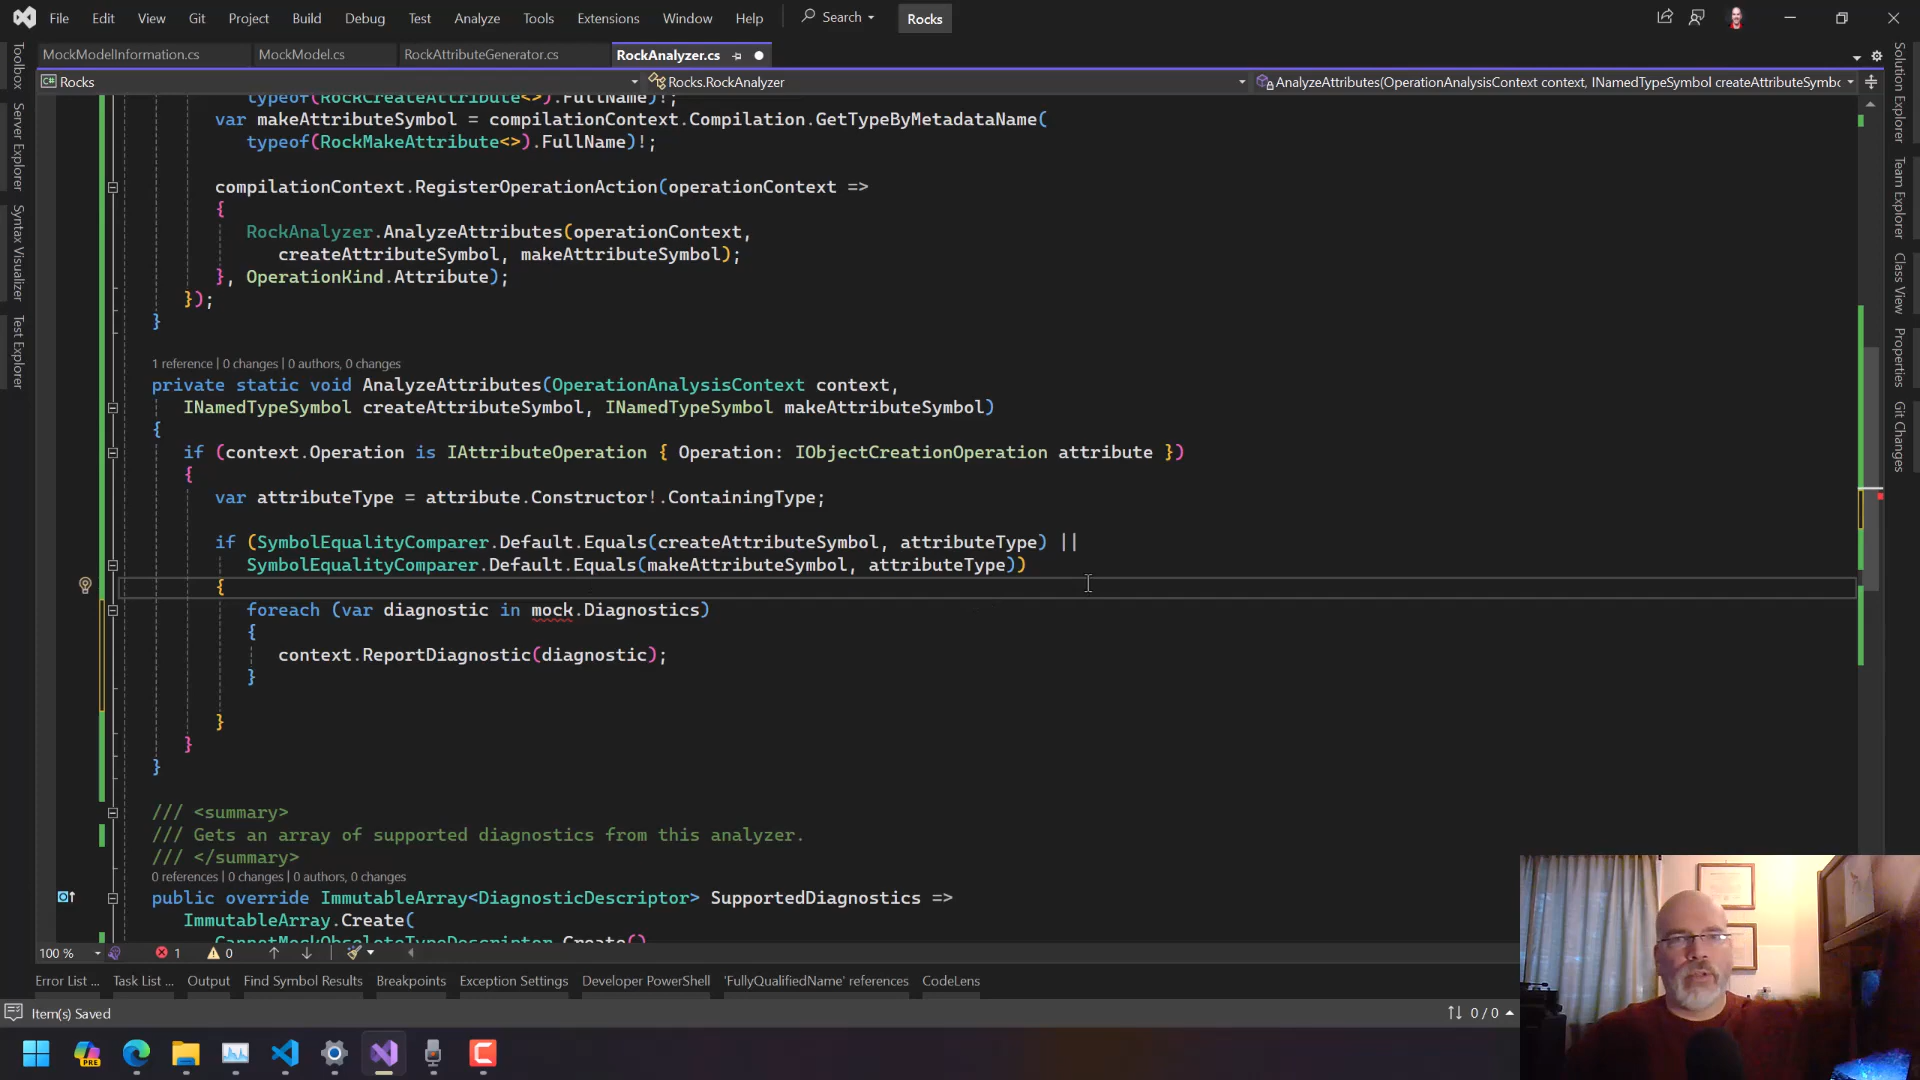 File Edit View Git Project Build Debug Test Analyze Tools Extensions Window Help Search Rocks
MockModelInformation.cs MockModel.cs RockAttributeGenerator.cs RockAnalyzer.cs
Rocks Rocks.RockAnalyzer AnalyzeAttributes(OperationAnalysisContext context, INamedTypeSymbol createAttributeSymbo
typeof(RockCreateAttribute<>).FullName)!;
var makeAttributeSymbol = compilationContext.Compilation.GetTypeByMetadataName(
typeof(RockMakeAttribute<>).FullName)!;
compilationContext.RegisterOperationAction(operationContext =>
{
RockAnalyzer.AnalyzeAttributes(operationContext,
createAttributeSymbol, makeAttributeSymbol);
}, OperationKind.Attribute);
});
}
1 reference | 0 changes | 0 authors, 0 changes
private static void AnalyzeAttributes(OperationAnalysisContext context,
INamedTypeSymbol createAttributeSymbol, INamedTypeSymbol makeAttributeSymbol)
{
if (context.Operation is IAttributeOperation { Operation: IObjectCreationOperation attribute })
{
var attributeType = attribute.Constructor!.ContainingType;
if (SymbolEqualityComparer.Default.Equals(createAttributeSymbol, attributeType) ||
SymbolEqualityComparer.Default.Equals(makeAttributeSymbol, attributeType))
{
foreach (var diagnostic in mock.Diagnostics)
{
context.ReportDiagnostic(diagnostic);
}
}
}
}
/// <summary>
/// Gets an array of supported diagnostics from this analyzer.
/// </summary>
0 references | 0 changes | 0 authors, 0 changes
public override ImmutableArray<DiagnosticDescriptor> SupportedDiagnostics =>
ImmutableArray.Create(
CannotMockObsoleteTypeDescriptor.Create()
100 % 1 0
Error List ... Task List ... Output Find Symbol Results Breakpoints Exception Settings Developer PowerShell 'FullyQualifiedName' references CodeLens
Item(s) Saved 0 / 0
Toolbox
Server Explorer
Syntax Visualizer
Test Explorer
Solution Explorer
Team Explorer
Class View
Properties
Git Changes
PRE